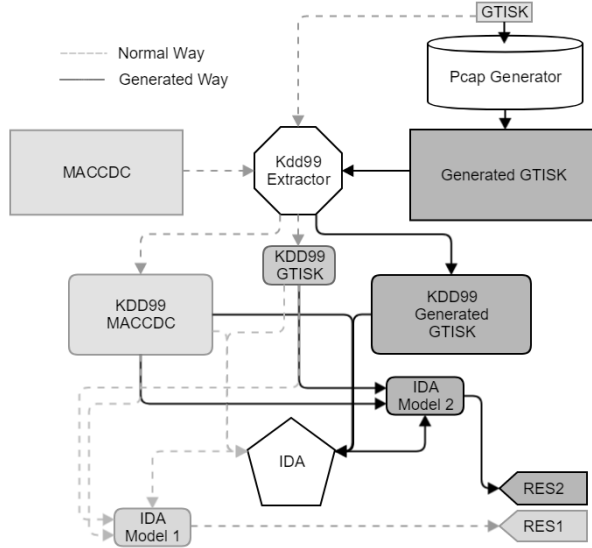 GTISK
Normal Way
Generated Way
Pcap Generator
MACCDC
Kdd99
Extractor
Generated GTISK
KDD99
GTISK
KDD99
MACCDC
KDD99
Generated
GTISK
IDA
Model 2
IDA
RES2
IDA
Model 1
RES1